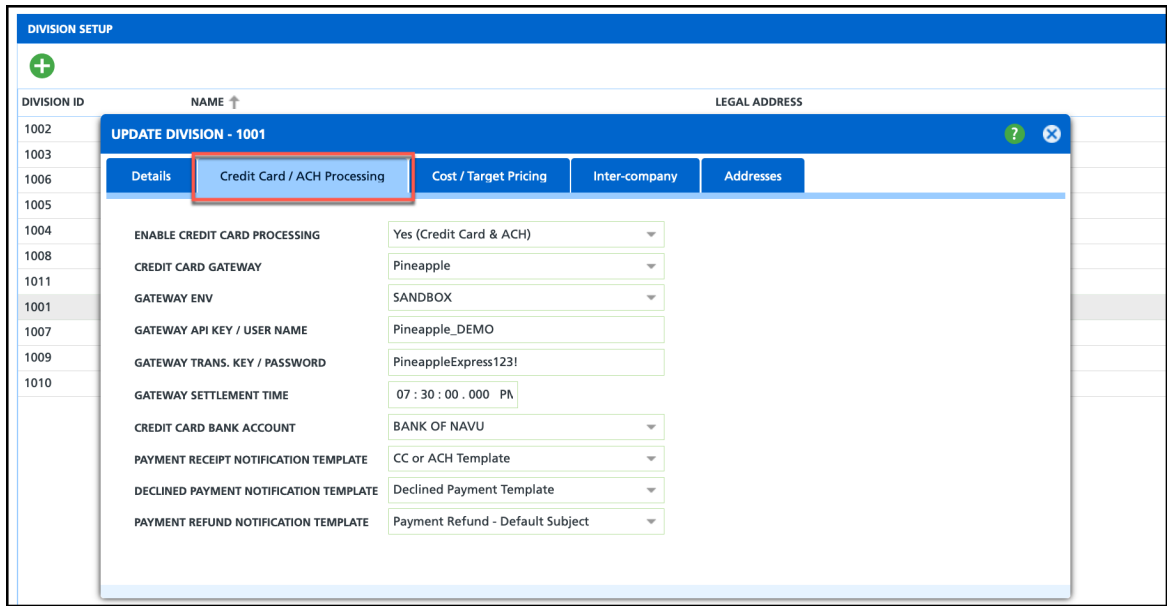 DIVISION SETUP
DIVISION ID NAME LEGAL ADDRESS
1002
UPDATE DIVISION - 1001 ?
1003
Details Credit Card / ACH Processing Cost / Target Pricing Inter-company Addresses
1006
1005
1004
ENABLE CREDIT CARD PROCESSING Yes (Credit Card & ACH)
1008
CREDIT CARD GATEWAY Pineapple
1011
GATEWAY ENV SANDBOX
1001
GATEWAY API KEY / USER NAME Pineapple_DEMO
1007
GATEWAY TRANS. KEY / PASSWORD PineappleExpress123!
1009
1010
GATEWAY SETTLEMENT TIME 07 : 30 : 00 . 000
CREDIT CARD BANK ACCOUNT BANK OF NAVU
PAYMENT RECEIPT NOTIFICATION TEMPLATE CC or ACH Template
DECLINED PAYMENT NOTIFICATION TEMPLATE Declined Payment Template
PAYMENT REFUND NOTIFICATION TEMPLATE Payment Refund - Default Subject